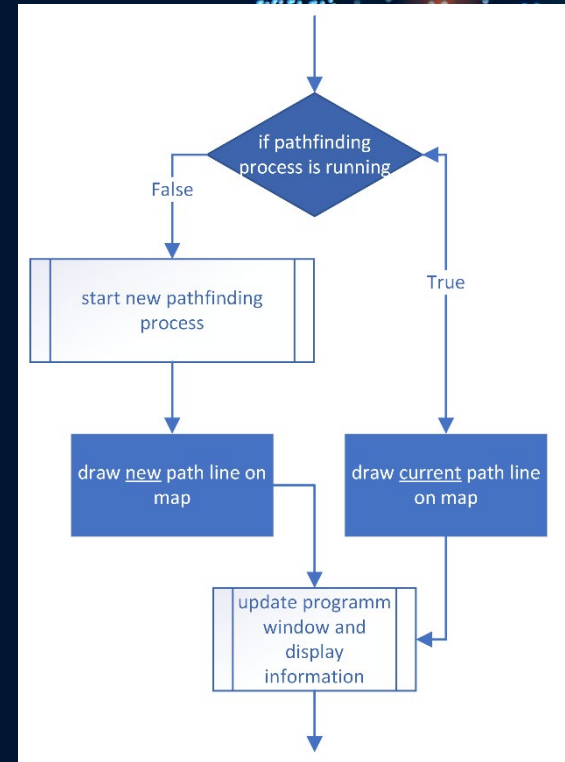 if pathfinding
process is running
False
True
start new pathfinding
process
draw new path line on
map
draw current path line
on map
update programm
window and
display
information